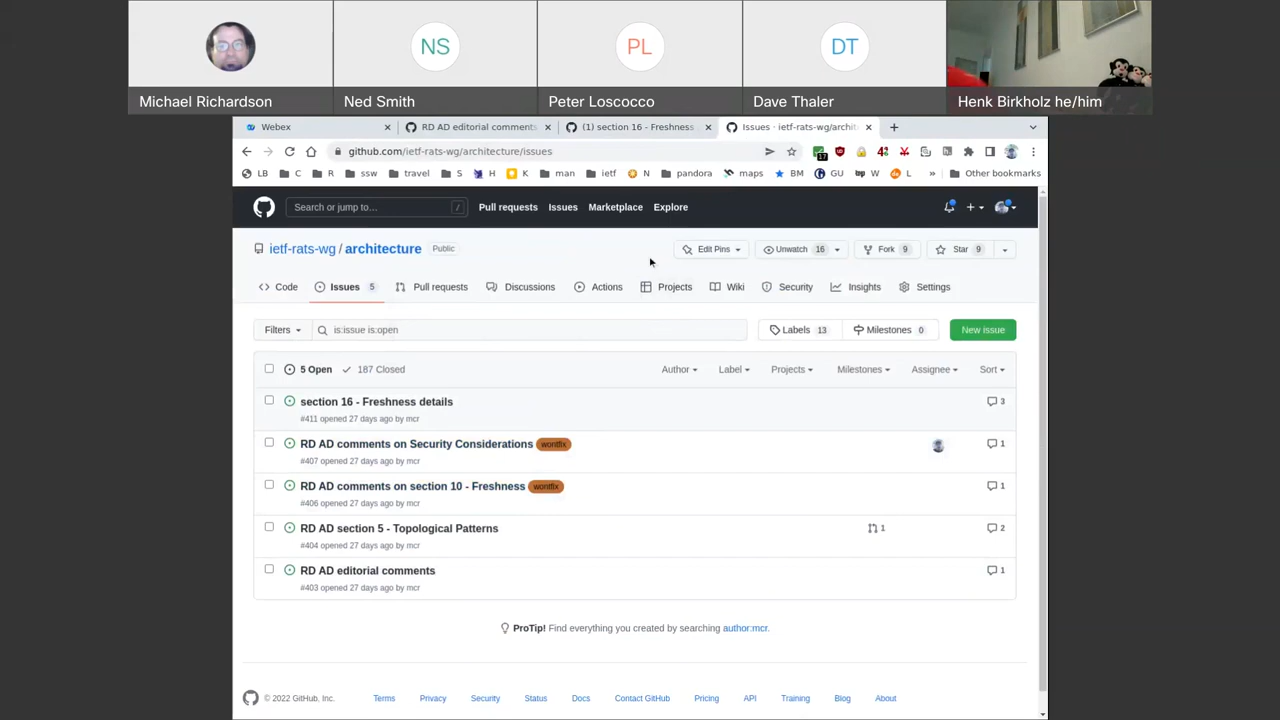 NS
PL
DT
Michael Richardson
Ned Smith
Peter Loscocco
Dave Thaler
Henk Birkholz he/him
Webex
RD AD editorial comments
(1) section 16 - Freshness
Issues · ietf-rats-wg/archite
github.com/ietf-rats-wg/architecture/issues
17
LB
C
R
ssw
travel
S
H
K
man
ietf
N
pandora
maps
BM
GU
W
L
»
Other bookmarks
Search or jump to…
/
Pull requests
Issues
Marketplace
Explore
ietf-rats-wg / architecture
Public
Edit Pins
Unwatch 16
Fork 9
Star 9
Code
Issues 5
Pull requests
Discussions
Actions
Projects
Wiki
Security
Insights
Settings
Filters
is:issue is:open
Labels 13
Milestones 0
New issue
5 Open
187 Closed
Author
Label
Projects
Milestones
Assignee
Sort
section 16 - Freshness details
3
#411 opened 27 days ago by mcr
RD AD comments on Security Considerations wontfix
1
#407 opened 27 days ago by mcr
RD AD comments on section 10 - Freshness wontfix
1
#406 opened 27 days ago by mcr
RD AD section 5 - Topological Patterns
1
2
#404 opened 27 days ago by mcr
RD AD editorial comments
1
#403 opened 27 days ago by mcr
ProTip! Find everything you created by searching author:mcr.
© 2022 GitHub, Inc.
Terms
Privacy
Security
Status
Docs
Contact GitHub
Pricing
API
Training
Blog
About